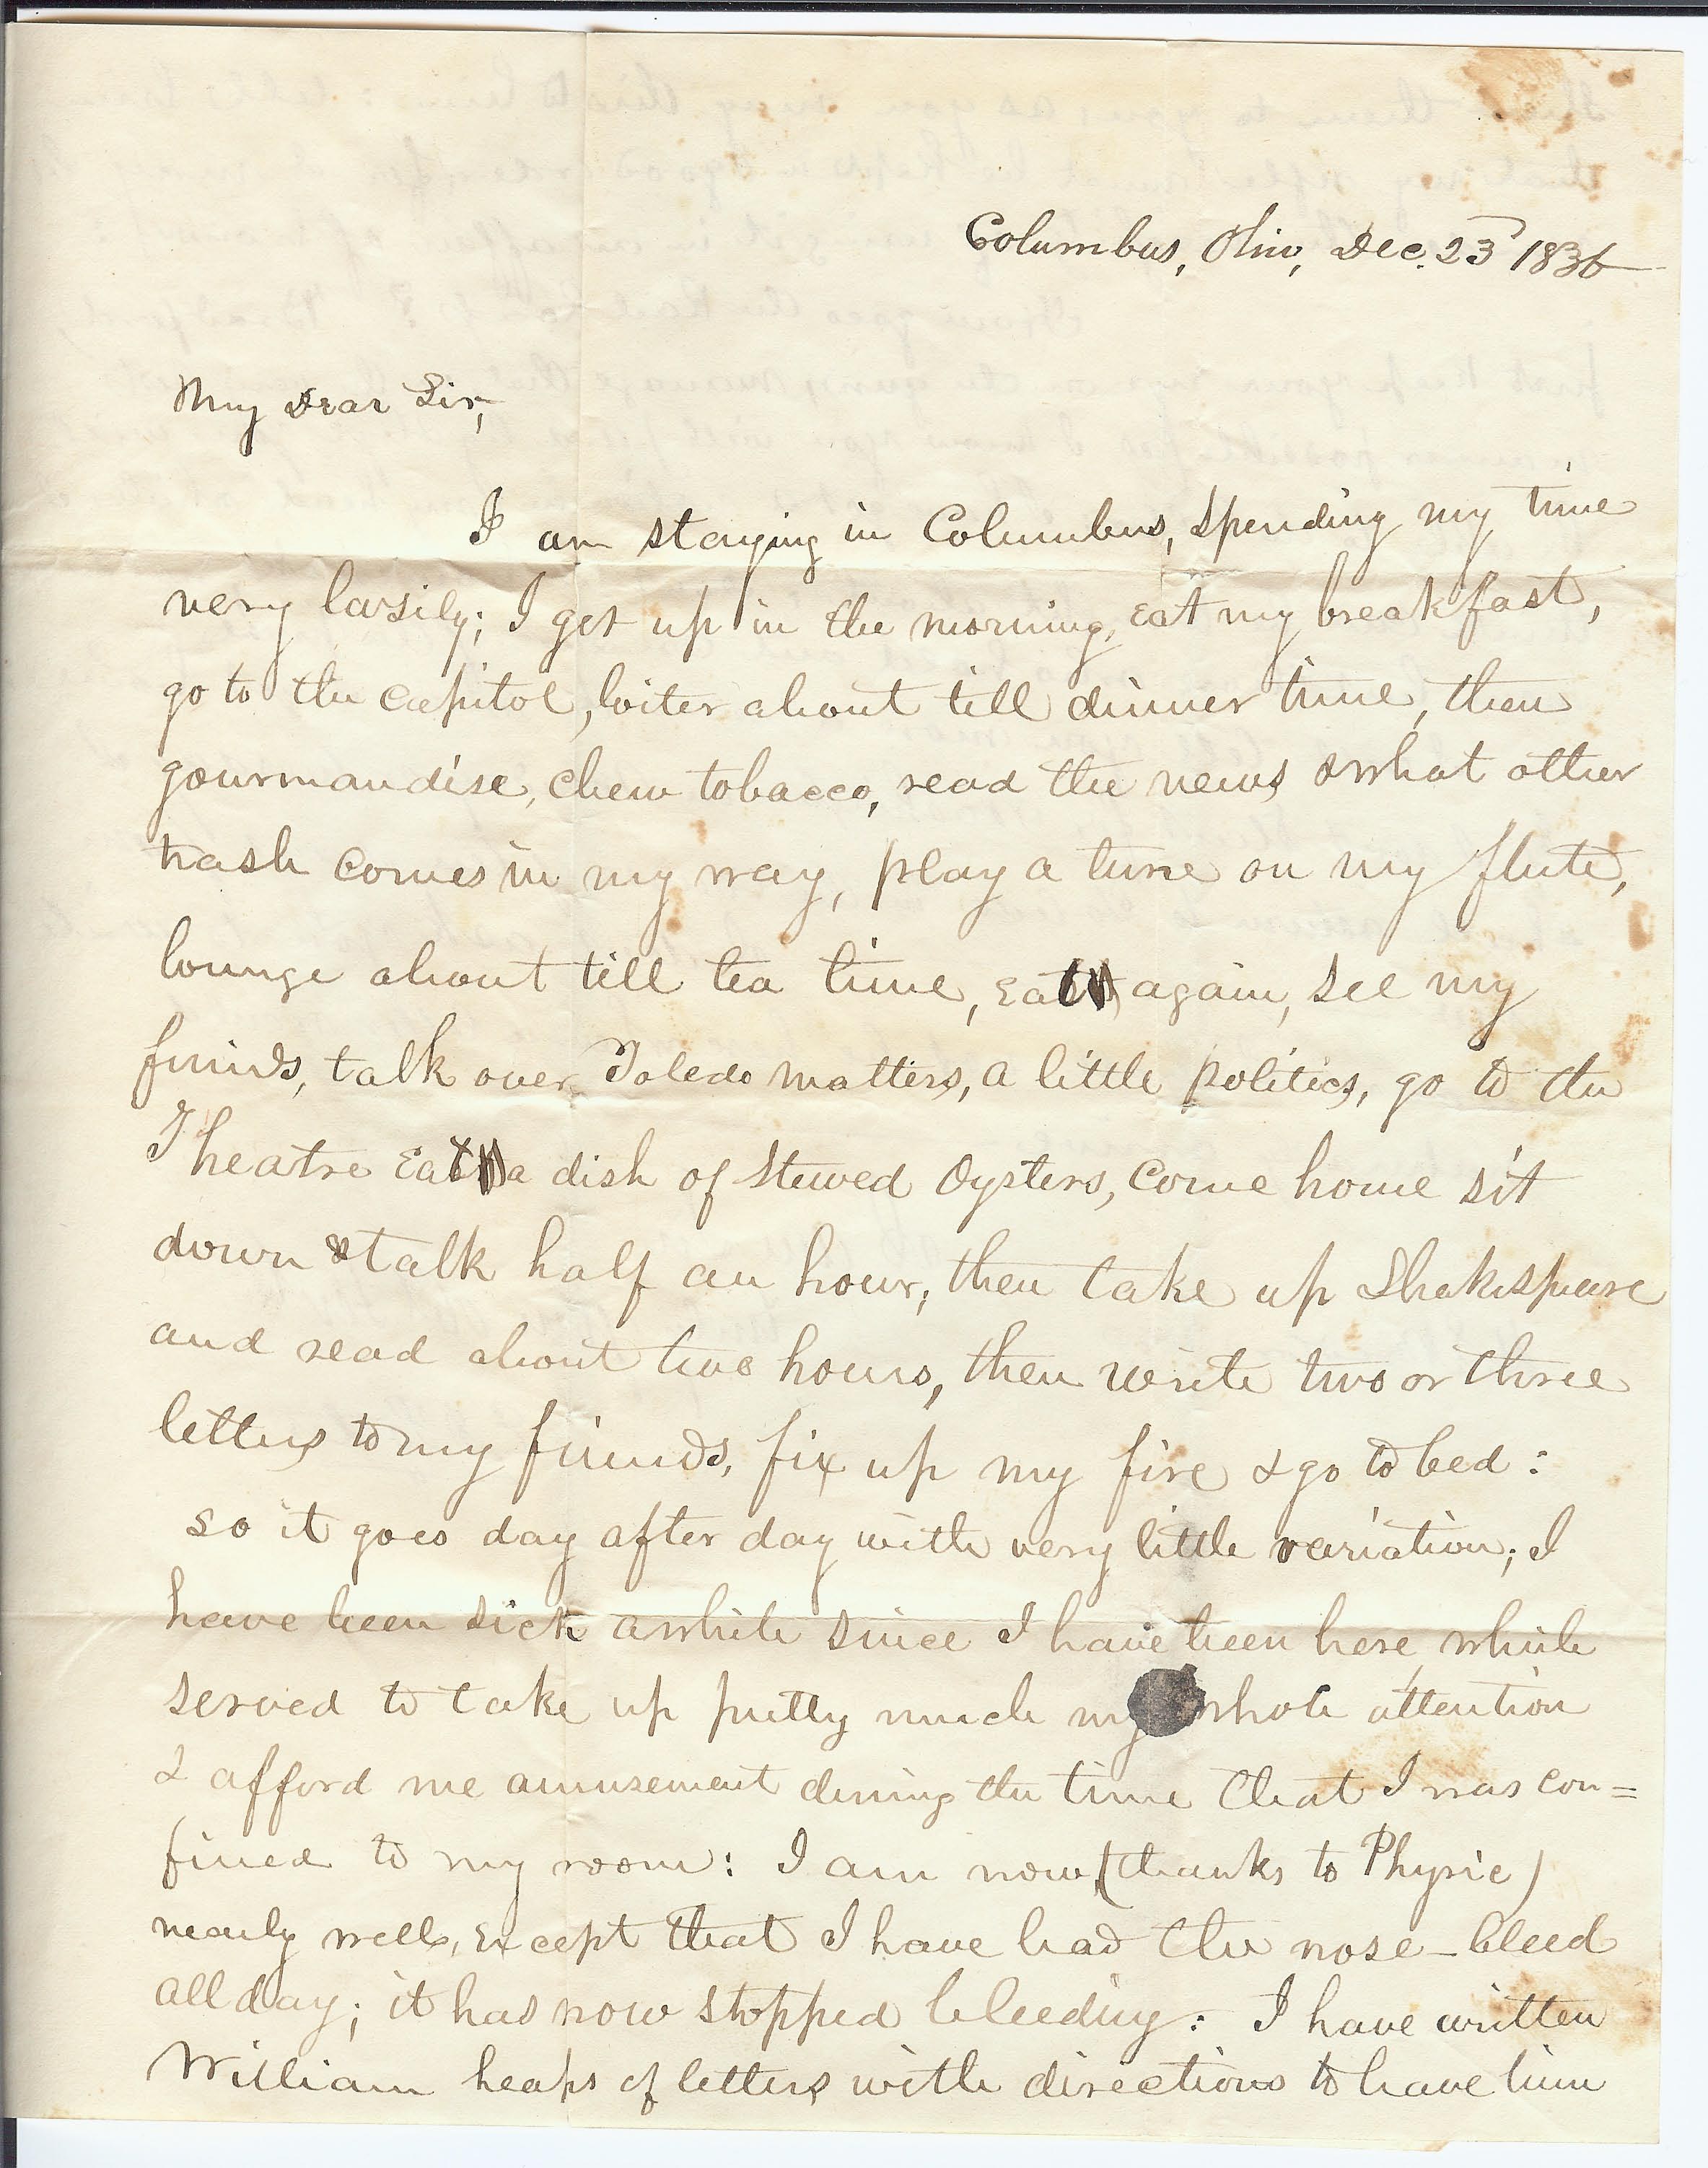 Columbus, Ohio, Dec. 23 1836
My Dear Sir,
I am staying in Columbus, spending my time
very lasily; I get up in the morning, eat my breakfast,
go to the capitol, loiter about till dinner time, then
gourmandise, chew tobacco, read the news & what other
trash comes in my way, play a tune on my flute,
lounge about till tea time, eat again, see my
friends, talk over Toledo matters, a little politics, go to the
Theatre eat a dish of stewed oysters, come home sit
down & talk half an hour, then take up Shakespeare
and read about two hours, then write two or three
letters to my friends, fix up my fire & go to bed:
so it goes day after day with very little variation; I
have been sick awhile since I have been here which
served to take up pretty much my whole attention
& afford me amusement during the time that I was con=
fined to my room: I am now, (thanks to Physic)
nearly well, except that I have had the nose-bleed
all day; it has now stopped bleeding: I have written
William heaps of letters with directions to have him